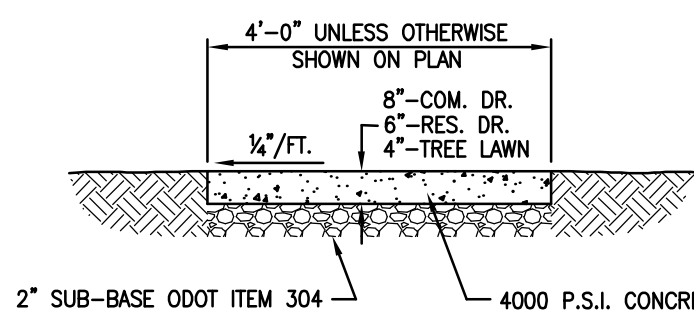 4'-0" UNLESS OTHERWISE
SHOWN ON PLAN
8"-COM. DR.
6"-RES. DR.
4"-TREE LAWN
¼"/FT.
2" SUB-BASE ODOT ITEM 304
4000 P.S.I.